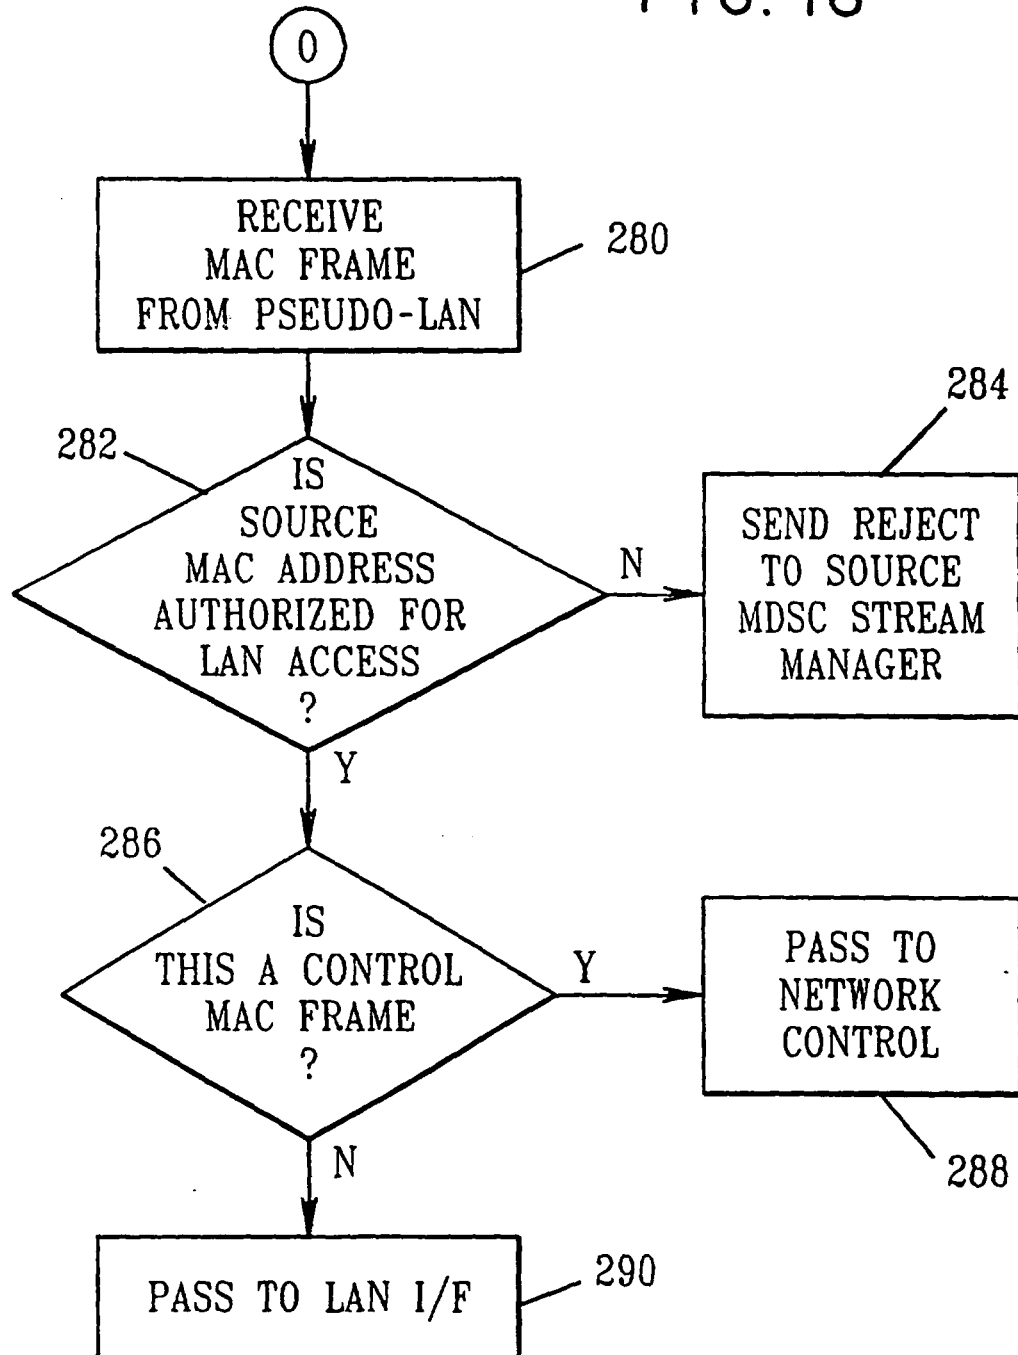 0
RECEIVE
MAC FRAME
FROM PSEUDO-LAN
280
282
IS
SOURCE
MAC ADDRESS
AUTHORIZED FOR
LAN ACCESS
?
N
284
SEND REJECT
TO SOURCE
MDSC STREAM
MANAGER
Y
286
IS
THIS A CONTROL
MAC FRAME
?
Y
PASS TO
NETWORK
CONTROL
288
N
PASS TO LAN I/F
290